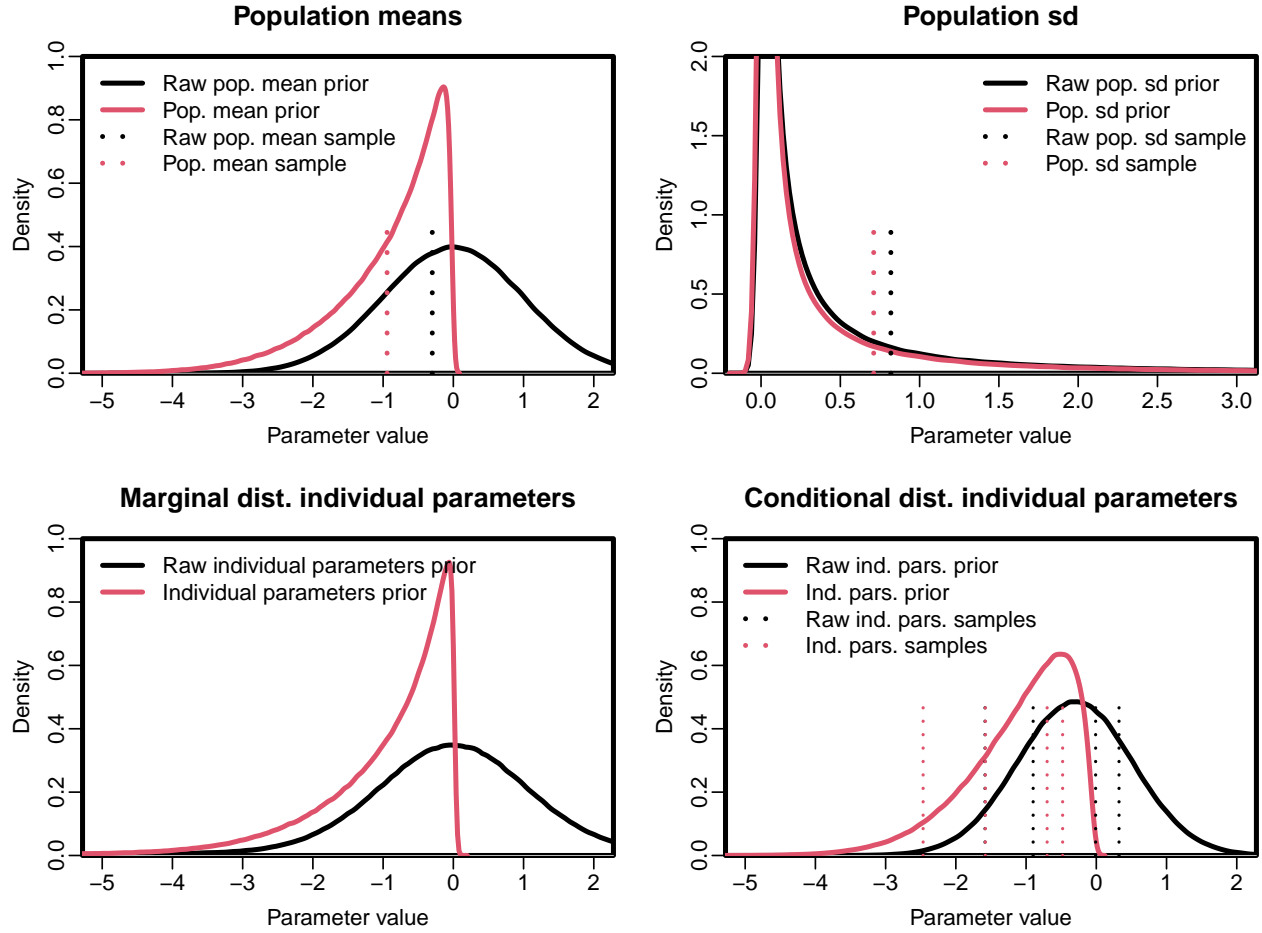 Population means
1.0
0.8
0.6
0.4
0.2
0.0
Density
Raw pop. mean prior
Pop. mean prior
Raw pop. mean sample
Pop. mean sample
−5 −4 −3 −2 −1 0 1 2
Parameter value
Population sd
2.0
1.5
1.0
0.5
0.0
Density
Raw pop. sd prior
Pop. sd prior
Raw pop. sd sample
Pop. sd sample
0.0 0.5 1.0 1.5 2.0 2.5 3.0
Parameter value
Marginal dist. individual parameters
1.0
0.8
0.6
0.4
0.2
0.0
Density
Raw individual parameters prior
Individual parameters prior
−5 −4 −3 −2 −1 0 1 2
Parameter value
Conditional dist. individual parameters
1.0
0.8
0.6
0.4
0.2
0.0
Density
Raw ind. pars. prior
Ind. pars. prior
Raw ind. pars. samples
Ind. pars. samples
−5 −4 −3 −2 −1 0 1 2
Parameter value